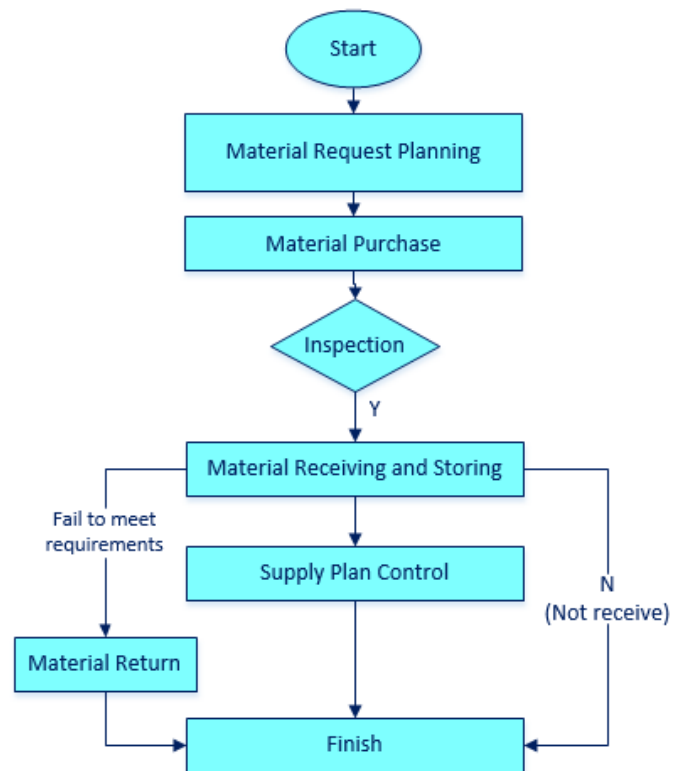 Start
Material Request Planning
Material Purchase
Inspection
Y
Material Receiving and Storing
Fail to meet
requirements
Supply Plan Control
N
(Not receive)
Material Return
Finish